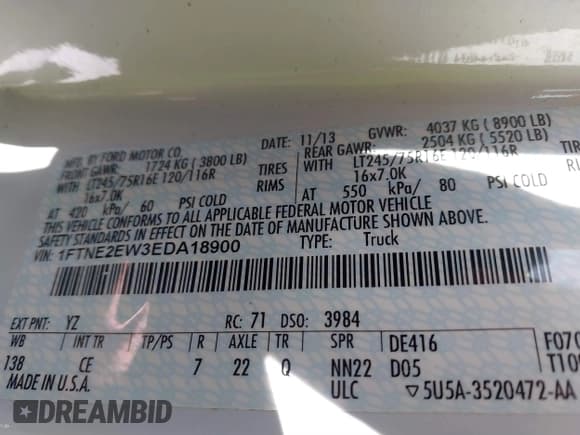 MFD. BY FORD MOTOR CO.
DATE: 11/13 GVWR: 4037 KG ( 8900 LB)
FRONT GAWR: 1724 KG ( 3800 LB)
REAR GAWR: 2504 KG ( 5520 LB)
WITH LT245/75R16E 120/116R TIRES
WITH LT245/75R16E 120/116R TIRES
16x7.0K RIMS
16x7.0K RIMS
AT 420 kPa/ 60 PSI COLD
AT 550 kPa/ 80 PSI COLD
THIS VEHICLE CONFORMS TO ALL APPLICABLE FEDERAL MOTOR VEHICLE
SAFETY STANDARDS IN EFFECT ON THE DATE OF MANUFACTURE SHOWN ABOVE.
VIN: 1FTNE2EW3EDA18900
TYPE: Truck
EXT PNT: YZ RC: 71 DSO: 3984
WB INT TR TP/PS R AXLE TR SPR DE416
138 CE 7 22 Q NN22 D05
MADE IN U.S.A. ULC ▽5U5A-3520472-AA
DREAMBID